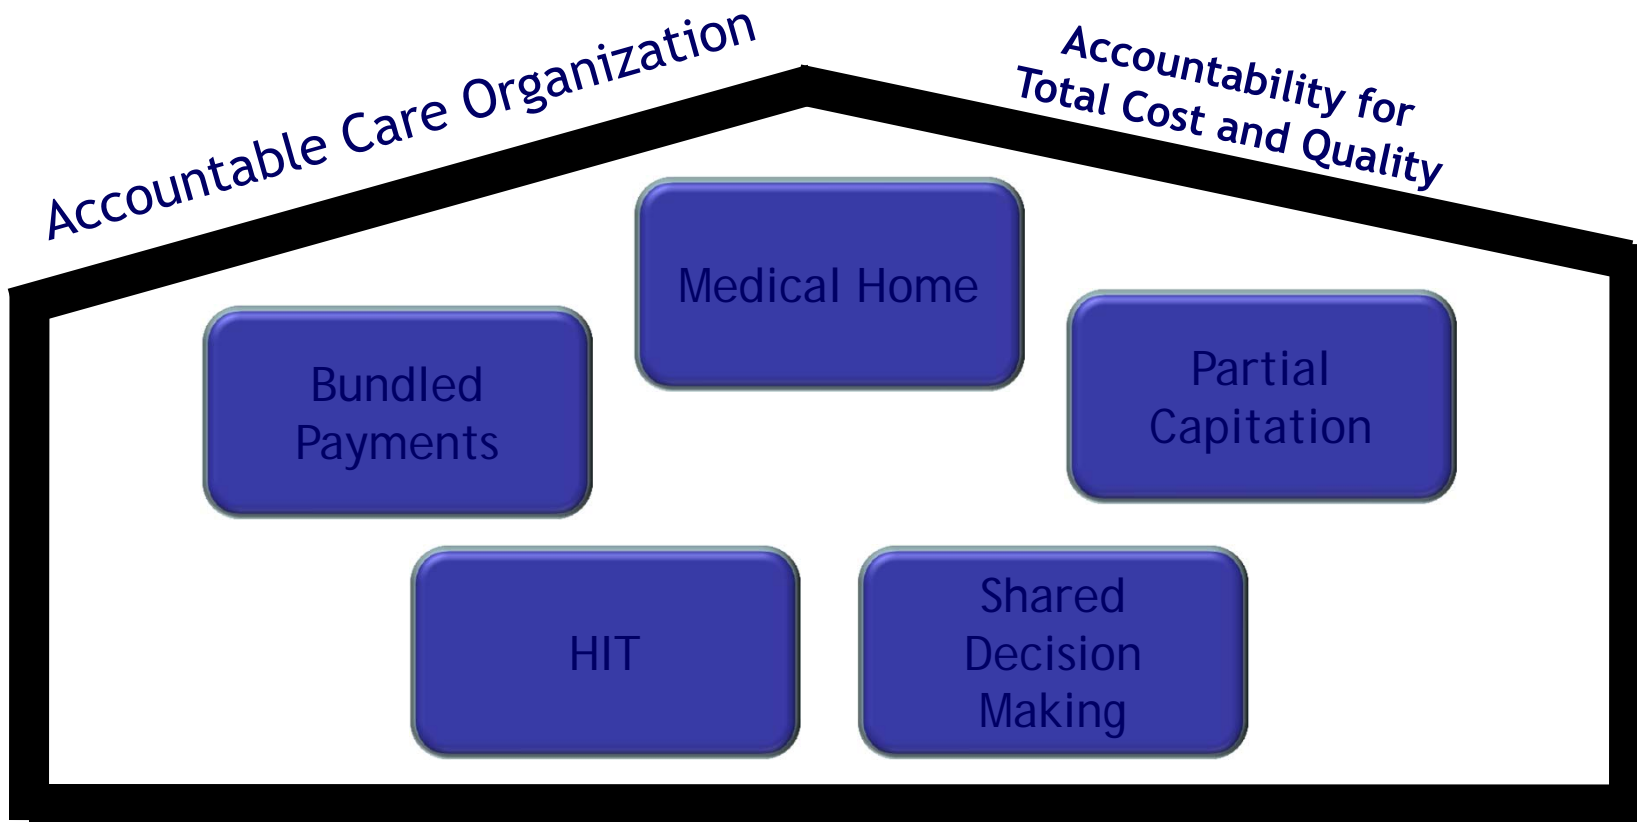 Accountable Care Organization
Accountability for
Total Cost and Quality
Medical Home
Bundled
Payments
Partial
Capitation
HIT
Shared
Decision
Making